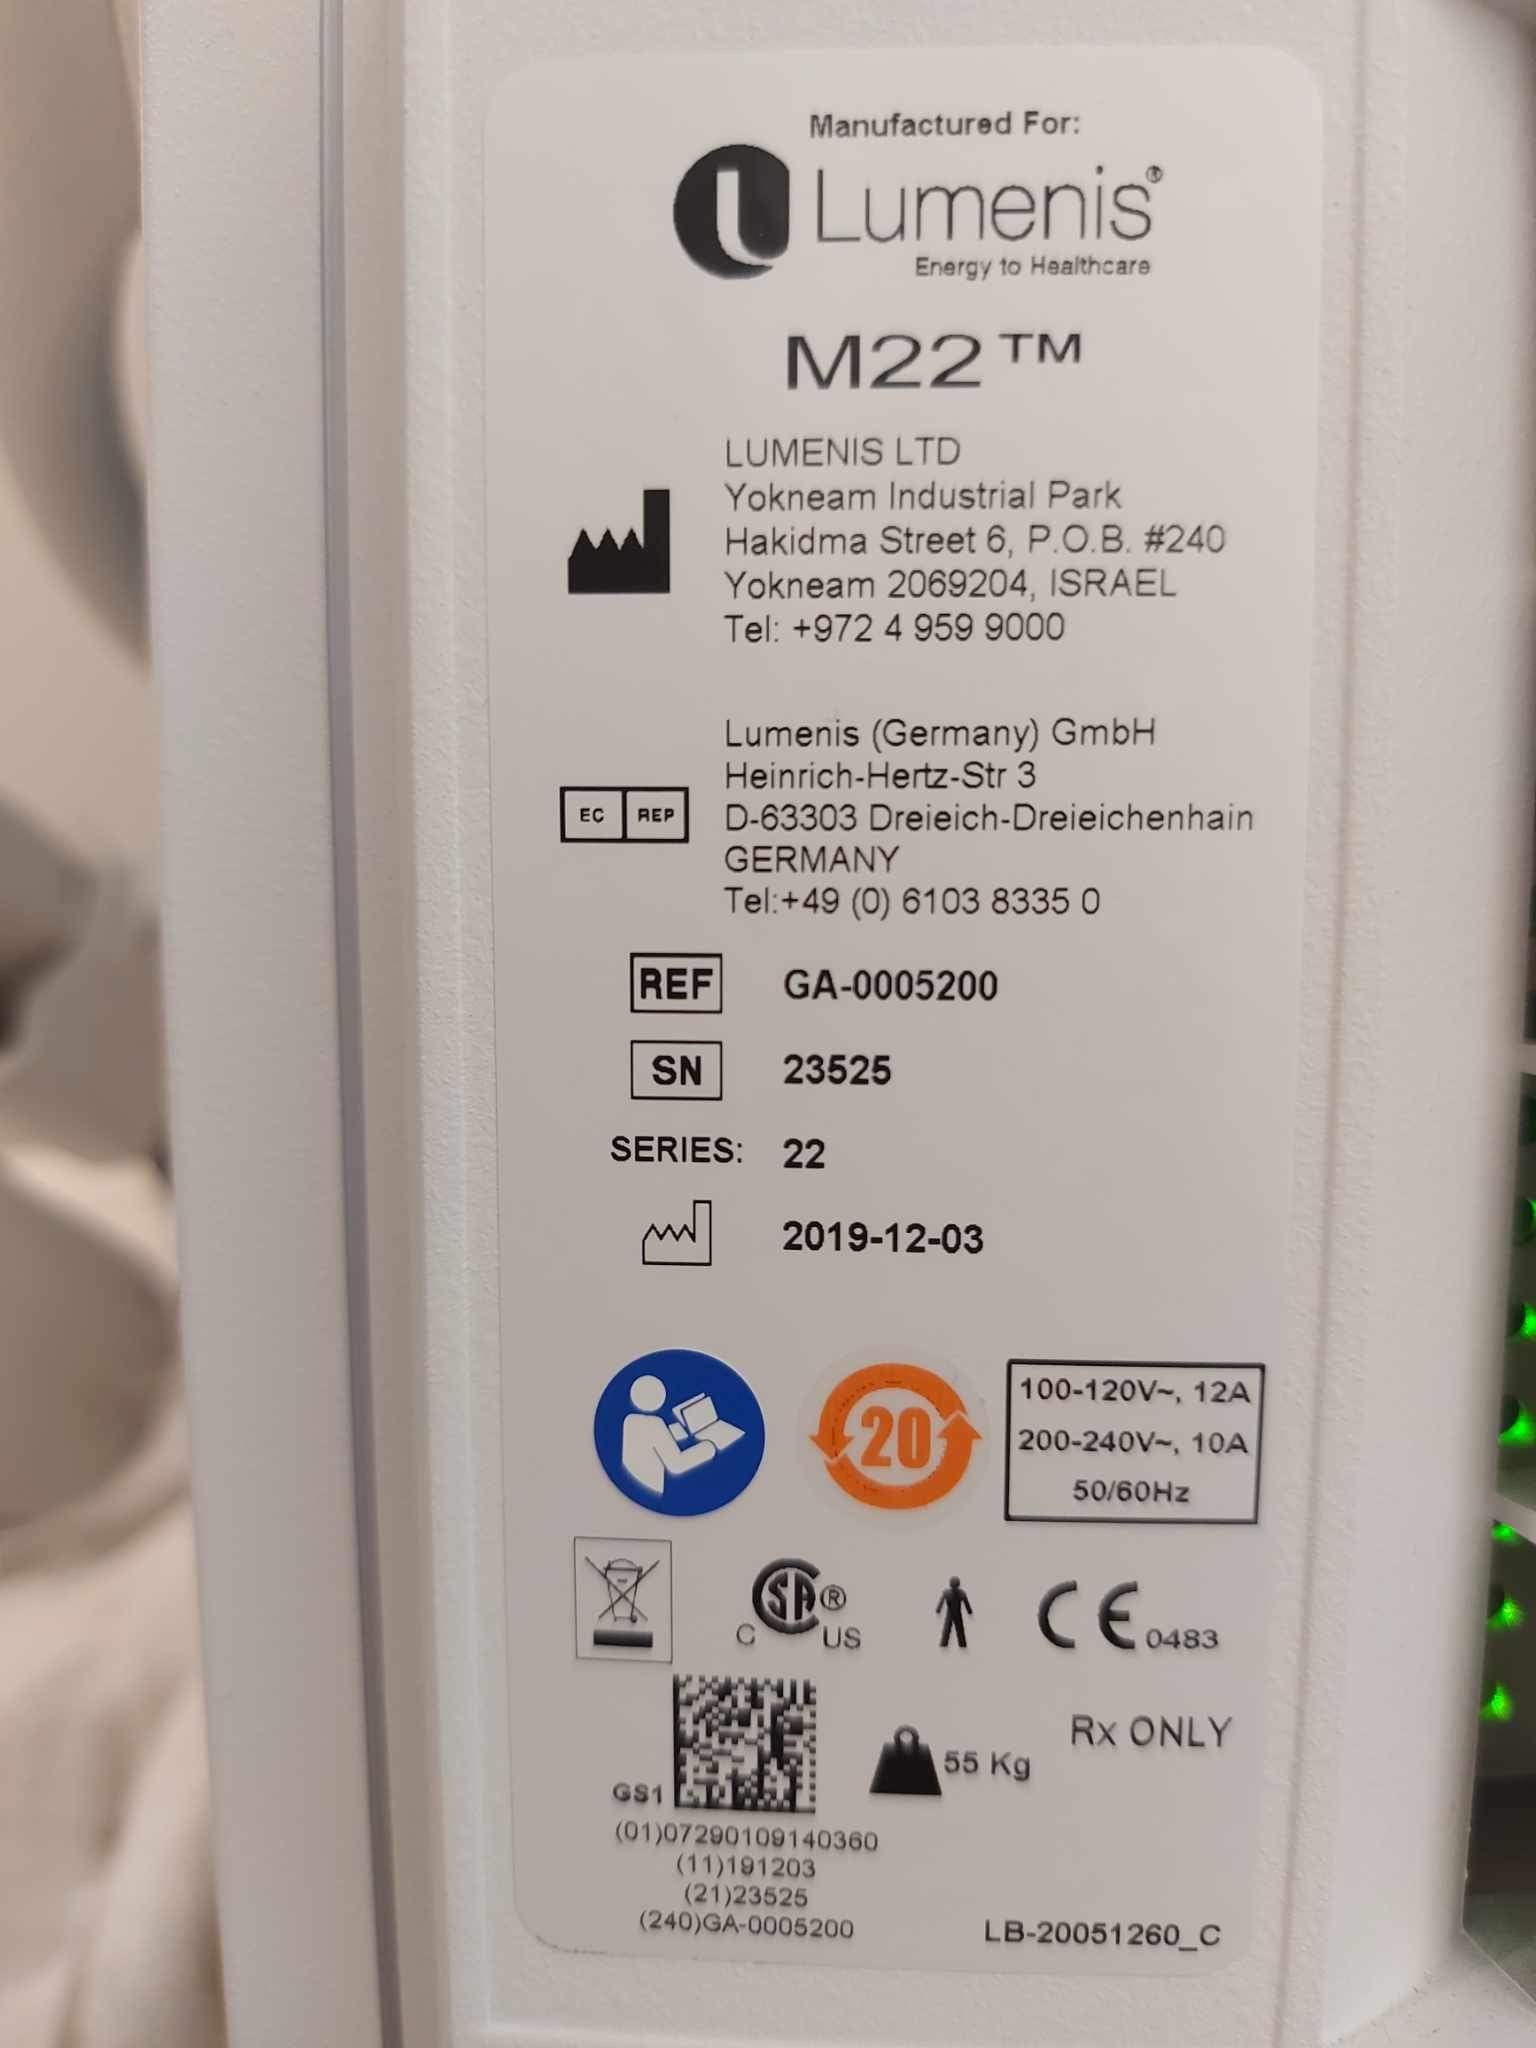 Manufactured For:
Lumenis®
Energy to Healthcare
M22™
LUMENIS LTD
Yokneam Industrial Park
Hakidma Street 6, P.O.B. #240
Yokneam 2069204, ISRAEL
Tel: +972 4 959 9000
EC REP
Lumenis (Germany) GmbH
Heinrich-Hertz-Str 3
D-63303 Dreieich-Dreieichenhain
GERMANY
Tel:+49 (0) 6103 8335 0
REF GA-0005200
SN 23525
SERIES: 22
2019-12-03
20
100-120V~, 12A
200-240V~, 10A
50/60Hz
C SA® US
CE 0483
Rx ONLY
55 Kg
GS1
(01)07290109140360
(11)191203
(21)23525
(240)GA-0005200
LB-20051260_C